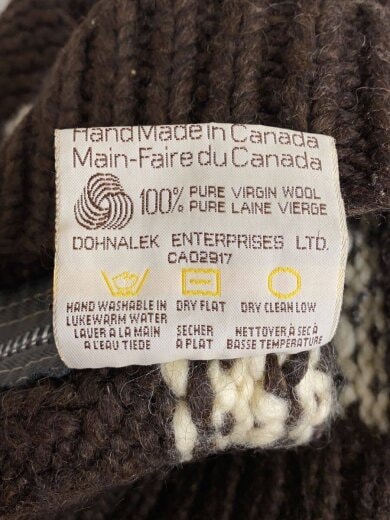 Hand Made in Canada
Main-Faire du Canada
100% PURE VIRGIN WOOL
PURE LAINE VIERGE
DOHNALEK ENTERPRISES LTD.
CA02917
HAND WASHABLE IN
LUKEWARM WATER
LAVER A LA MAIN
A L'EAU TIEDE
DRY FLAT
SECHER
A PLAT
DRY CLEAN LOW
NETTOYER À SEC À
BASSE TEMPÉRATURE